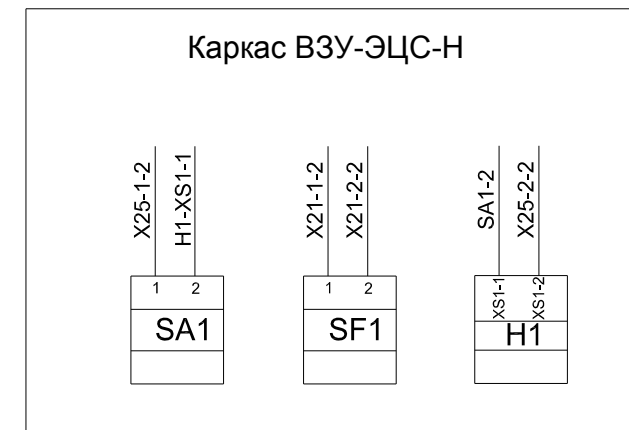 Каркас ВЗУ-ЭЦС-Н
X25-1-2
H1-XS1-1
X21-1-2
X21-2-2
SA1-2
X25-2-2
1 2
1 2
XS1-1
XS1-2
SA1
SF1
H1